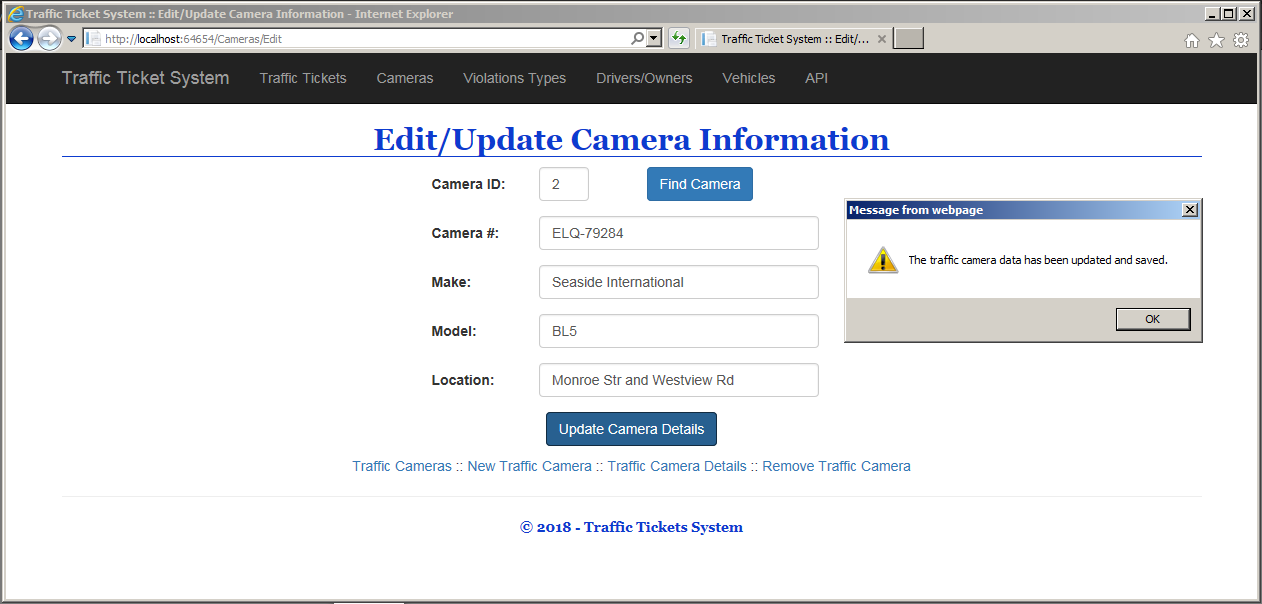 Traffic Ticket System :: Edit/Update Camera Information - Internet Explorer
http://localhost:64654/Cameras/Edit
Traffic Ticket System :: Edit/...
Traffic Ticket System Traffic Tickets Cameras Violations Types Drivers/Owners Vehicles API
Edit/Update Camera Information
Camera ID: 2 Find Camera
Camera #: ELQ-79284
Make: Seaside International
Model: BL5
Location: Monroe Str and Westview Rd
Update Camera Details
Traffic Cameras :: New Traffic Camera :: Traffic Camera Details :: Remove Traffic Camera
© 2018 - Traffic Tickets System
Message from webpage
The traffic camera data has been updated and saved.
OK